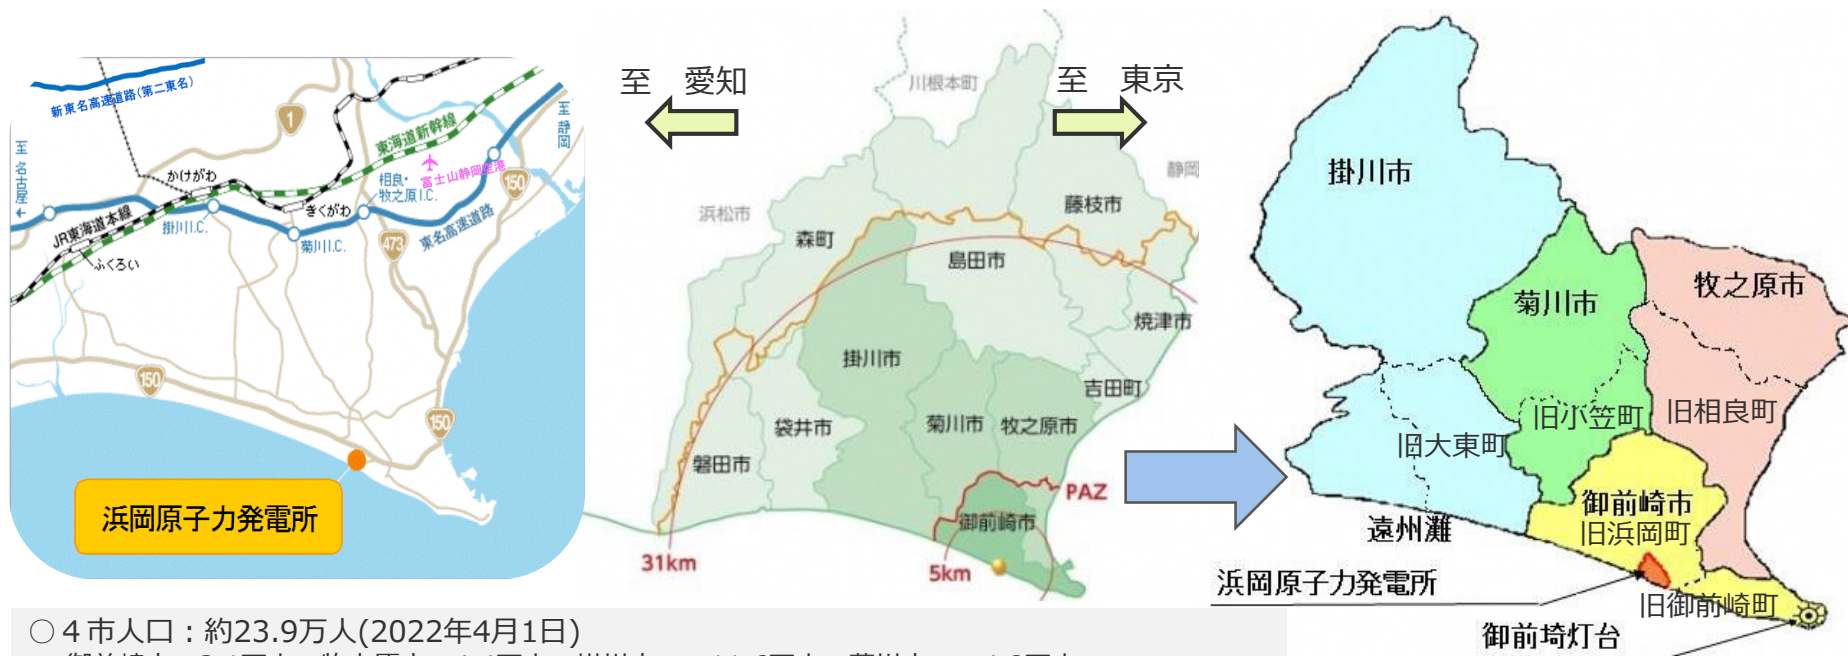 新東名高速道路(第二東名)
1
至 静岡
東海道新幹線
至 名古屋
かけがわ
富士山静岡空港
相良・
牧之原I.C.
150
きくがわ
JR東海道本線
掛川I.C.
菊川I.C.
473
東名高速道路
ふくろい
150
150
浜岡原子力発電所
至 愛知
至 東京
川根本町
静岡
浜松市
藤枝市
森町
島田市
焼津市
掛川市
吉田町
袋井市
菊川市
牧之原市
磐田市
PAZ
御前崎市
31km
5km
掛川市
牧之原市
菊川市
旧小笠町
旧相良町
旧大東町
御前崎市
旧浜岡町
遠州灘
浜岡原子力発電所
旧御前崎町
御前埼灯台
○４市人口：約23.9万人(2022年4月1日)